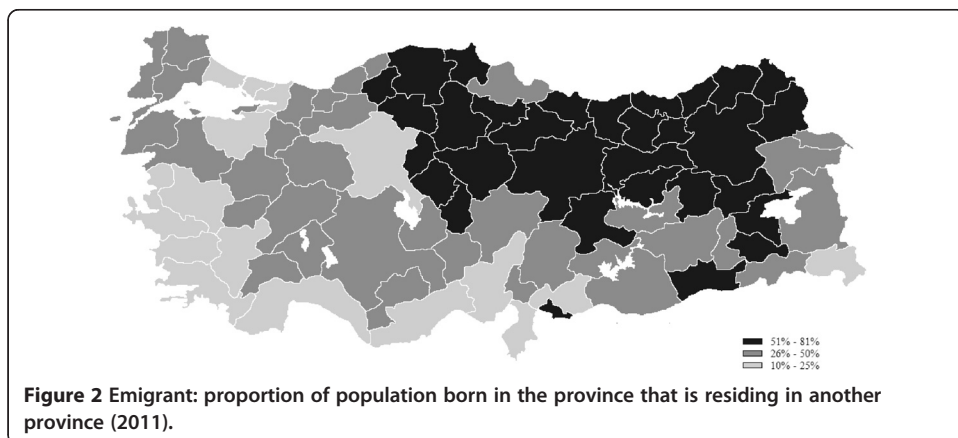 51% - 81%
26% - 50%
10% - 25%
Figure 2 Emigrant: proportion of population born in the province that is residing in another
province (2011).